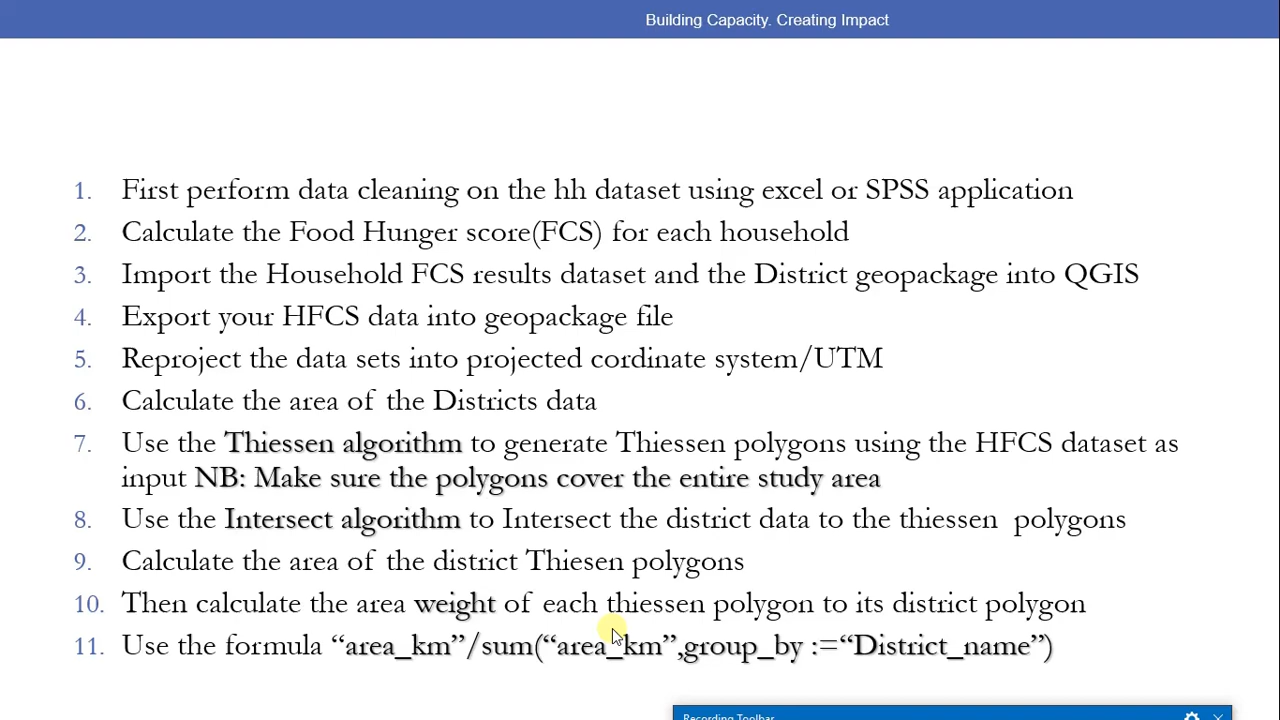 Building Capacity. Creating Impact
1. First perform data cleaning on the hh dataset using excel or SPSS application
2. Calculate the Food Hunger score(FCS) for each household
3. Import the Household FCS results dataset and the District geopackage into QGIS
4. Export your HFCS data into geopackage file
5. Reproject the data sets into projected cordinate system/UTM
6. Calculate the area of the Districts data
7. Use the Thiessen algorithm to generate Thiessen polygons using the HFCS dataset as
input NB: Make sure the polygons cover the entire study area
8. Use the Intersect algorithm to Intersect the district data to the thiessen polygons
9. Calculate the area of the district Thiesen polygons
10. Then calculate the area weight of each thiessen polygon to its district polygon
11. Use the formula “area_km”/sum(“area_km”,group_by :=“District_name”)
Recording Toolbar